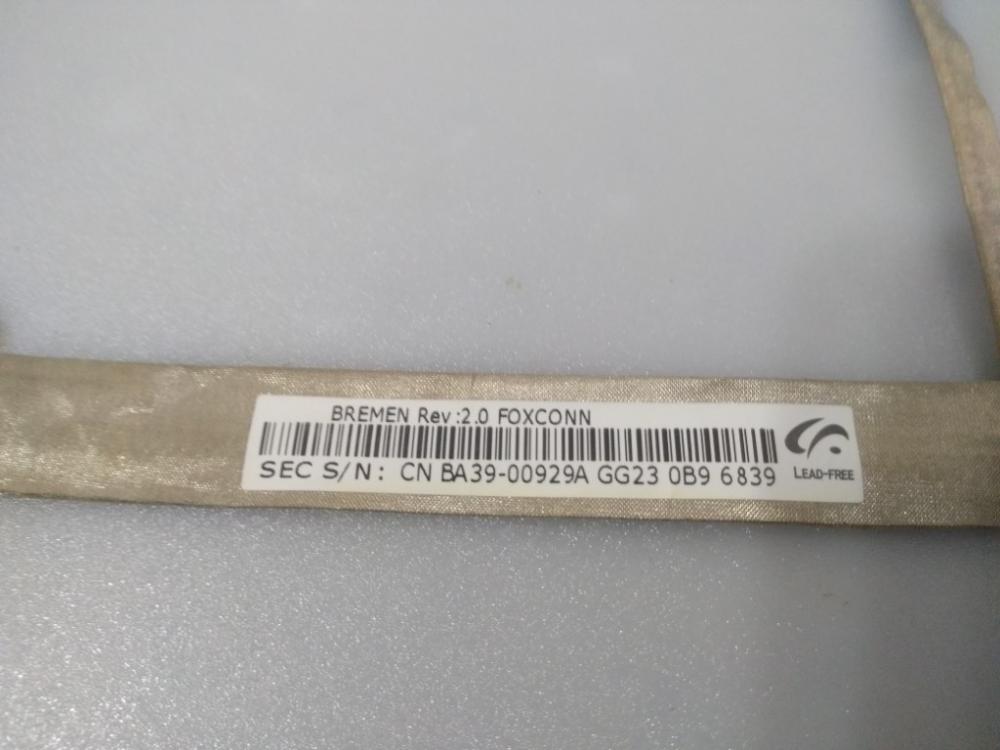 BREMEN Rev :2.0 FOXCONN
SEC S/N: CN BA39-00929A GG23 0B9 6839
LEAD-FREE